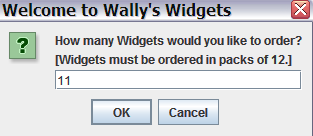 Welcome to Wally's Widgets
? How many Widgets would you like to order?
[Widgets must be ordered in packs of 12.]
11
OK Cancel